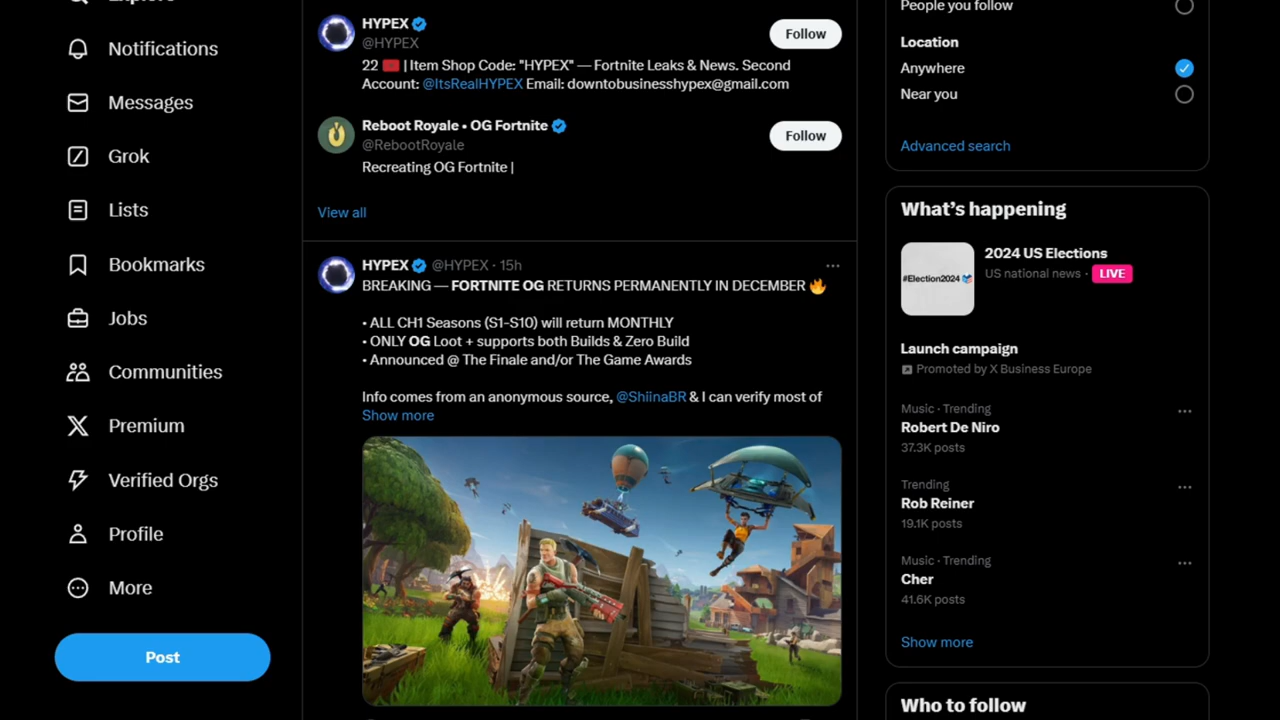 Notifications
Messages
Grok
Lists
Bookmarks
Jobs
Communities
Premium
Verified Orgs
Profile
More
Post
HYPEX
@HYPEX
Follow
22 | Item Shop Code: "HYPEX" — Fortnite Leaks & News. Second
Account: @ItsRealHYPEX Email: downtobusinesshypex@gmail.com
Reboot Royale • OG Fortnite
@RebootRoyale
Follow
Recreating OG Fortnite |
View all
HYPEX @HYPEX · 15h
BREAKING — FORTNITE OG RETURNS PERMANENTLY IN DECEMBER 🔥
• ALL CH1 Seasons (S1-S10) will return MONTHLY
• ONLY OG Loot + supports both Builds & Zero Build
• Announced @ The Finale and/or The Game Awards
Info comes from an anonymous source, @ShiinaBR & I can verify most of
Show more
People you follow
Location
Anywhere
Near you
Advanced search
What's happening
#Election2024
2024 US Elections
US national news · LIVE
Launch campaign
Promoted by X Business Europe
Music · Trending
Robert De Niro
37.3K posts
Trending
Rob Reiner
19.1K posts
Music · Trending
Cher
41.6K posts
Show more
Who to follow